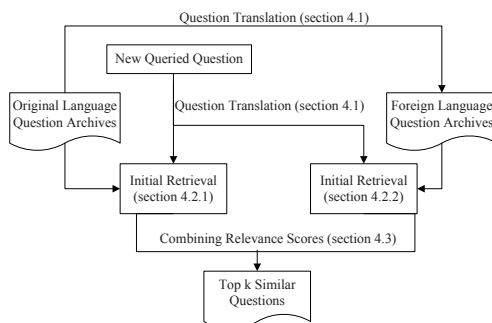 Question Translation (section 4.1)
New Queried Question
Original Language
Question Archives
Question Translation (section 4.1)
Foreign Language
Question Archives
Initial Retrieval
(section 4.2.1)
Initial Retrieval
(section 4.2.2)
Combining Relevance Scores (section 4.3)
Top k Similar
Questions